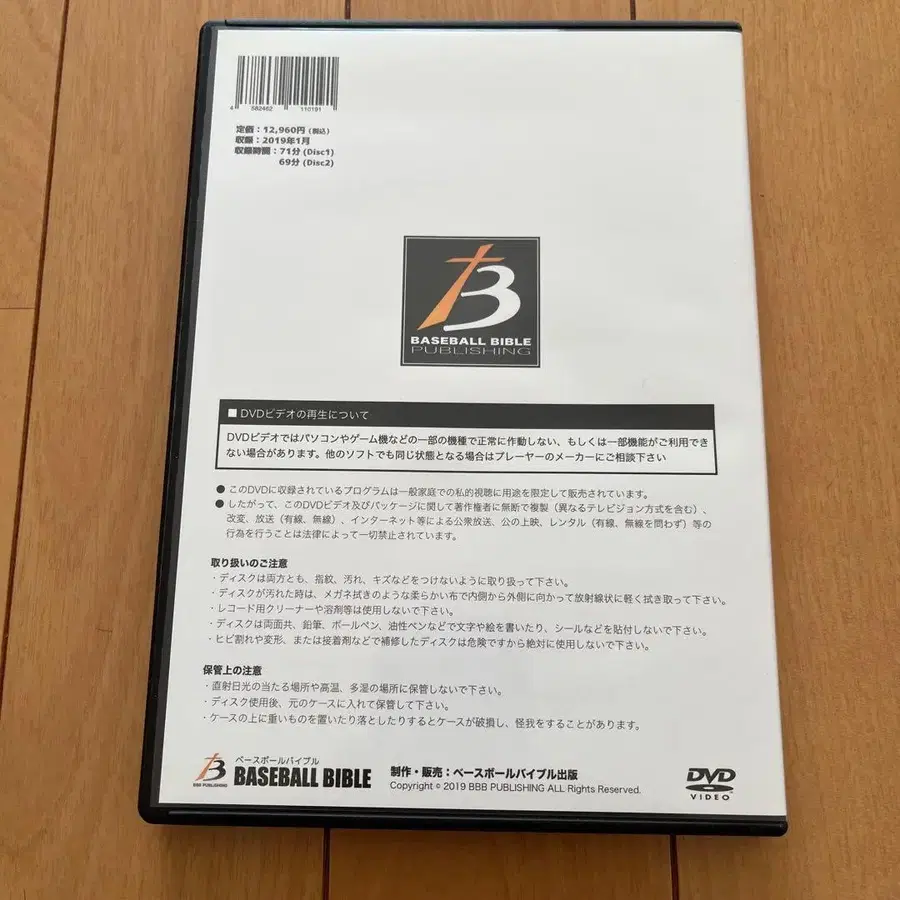 4 582482 110191
定価：12,960円 (税込)
収録：2019年1月
収録時間：71分 (Disc1)
69分 (Disc2)
B
BASEBALL BIBLE
PUBLISHING
■ DVDビデオの再生について
DVDビデオではパソコンやゲーム機などの一部の機種で正常に作動しない、もしくは一部機能がご利用でき
ない場合があります。他のソフトでも同じ状態となる場合はプレーヤーのメーカーにご相談下さい
● このDVDに収録されているプログラムは一般家庭での私的視聴に用途を限定して販売されています。
● したがって、このDVDビデオ及びパッケージに関して著作権者に無断で複製（異なるテレビジョン方式を含む）、
改変、放送（有線、無線）、インターネット等による公衆放送、公の上映、レンタル（有線、無線を問わず）等の
行為を行うことは法律によって一切禁止されています。
取り扱いのご注意
・ディスクは両方とも、指紋、汚れ、キズなどをつけないように取り扱って下さい。
・ディスクが汚れた時は、メガネ拭きのような柔らかい布で内側から外側に向かって放射線状に軽く拭き取って下さい。
・レコード用クリーナーや溶剤等は使用しないで下さい。
・ディスクは両面共、鉛筆、ボールペン、油性ペンなどで文字や絵を書いたり、シールなどを貼付しないで下さい。
・ヒビ割れや変形、または接着剤などで補修したディスクは危険ですから絶対に使用しないで下さい。
保管上の注意
・直射日光の当たる場所や高温、多湿の場所に保管しないで下さい。
・ディスク使用後、元のケースに入れて保管して下さい。
・ケースの上に重いものを置いたり落としたりするとケースが破損し、怪我をすることがあります。
B
BBB PUBLISHING
ベースボールバイブル
BASEBALL BIBLE
制作・販売：ベースボールバイブル出版
Copyright © 2019 BBB PUBLISHING ALL Rights Reserved.
DVD
VIDEO